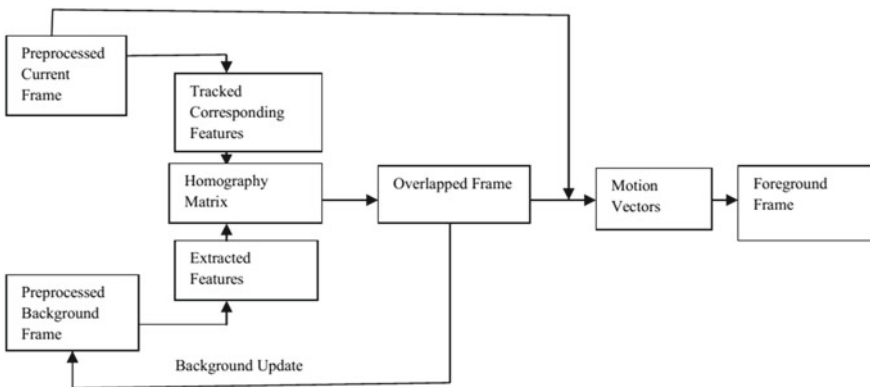 Preprocessed
Current
Frame
Tracked
Corresponding
Features
Homography
Matrix
Overlapped Frame
Motion
Vectors
Foreground
Frame
Extracted
Features
Preprocessed
Background
Frame
Background Update